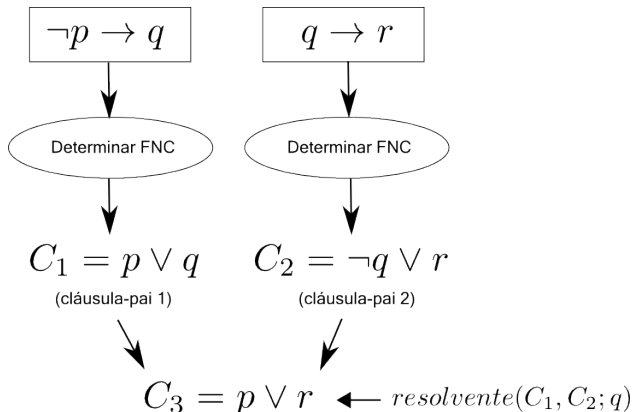 ¬p → q
q → r
Determinar FNC
Determinar FNC
C₁ = p ∨ q
C₂ = ¬q ∨ r
(cláusula-pai 1)
(cláusula-pai 2)
C₃ = p ∨ r
resolvente(C₁, C₂; q)